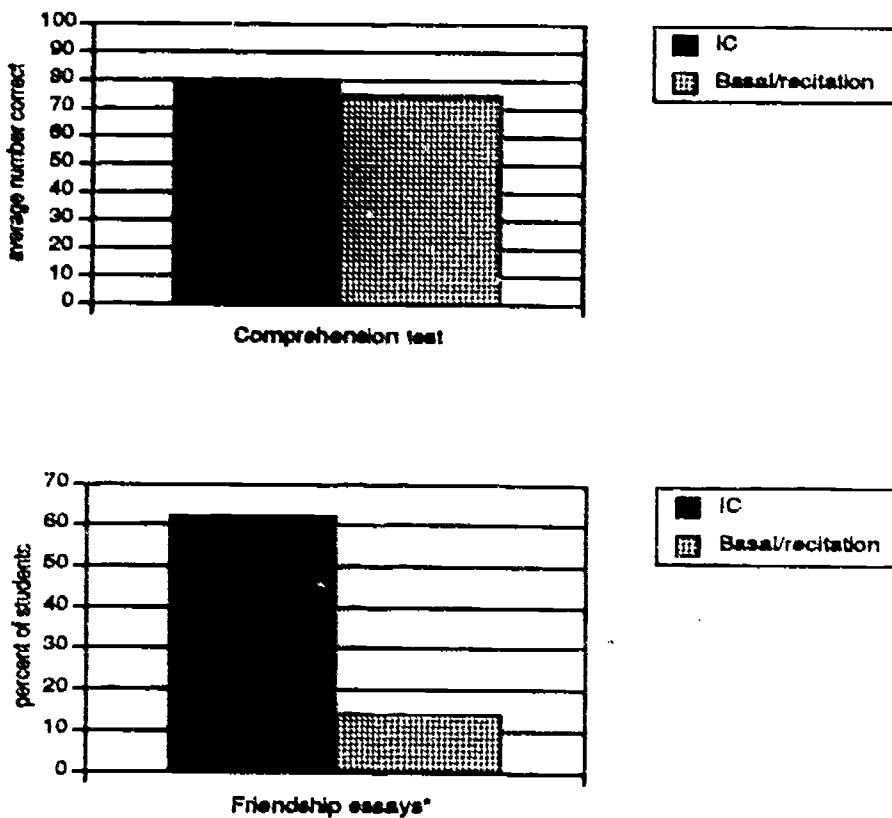 100
90
80
70
60
50
40
30
20
10
0
average number correct
Comprehension test
IC
Basal/recitation
70
60
50
40
30
20
10
0
percent of students
Friendship essays*
IC
Basal/recitation